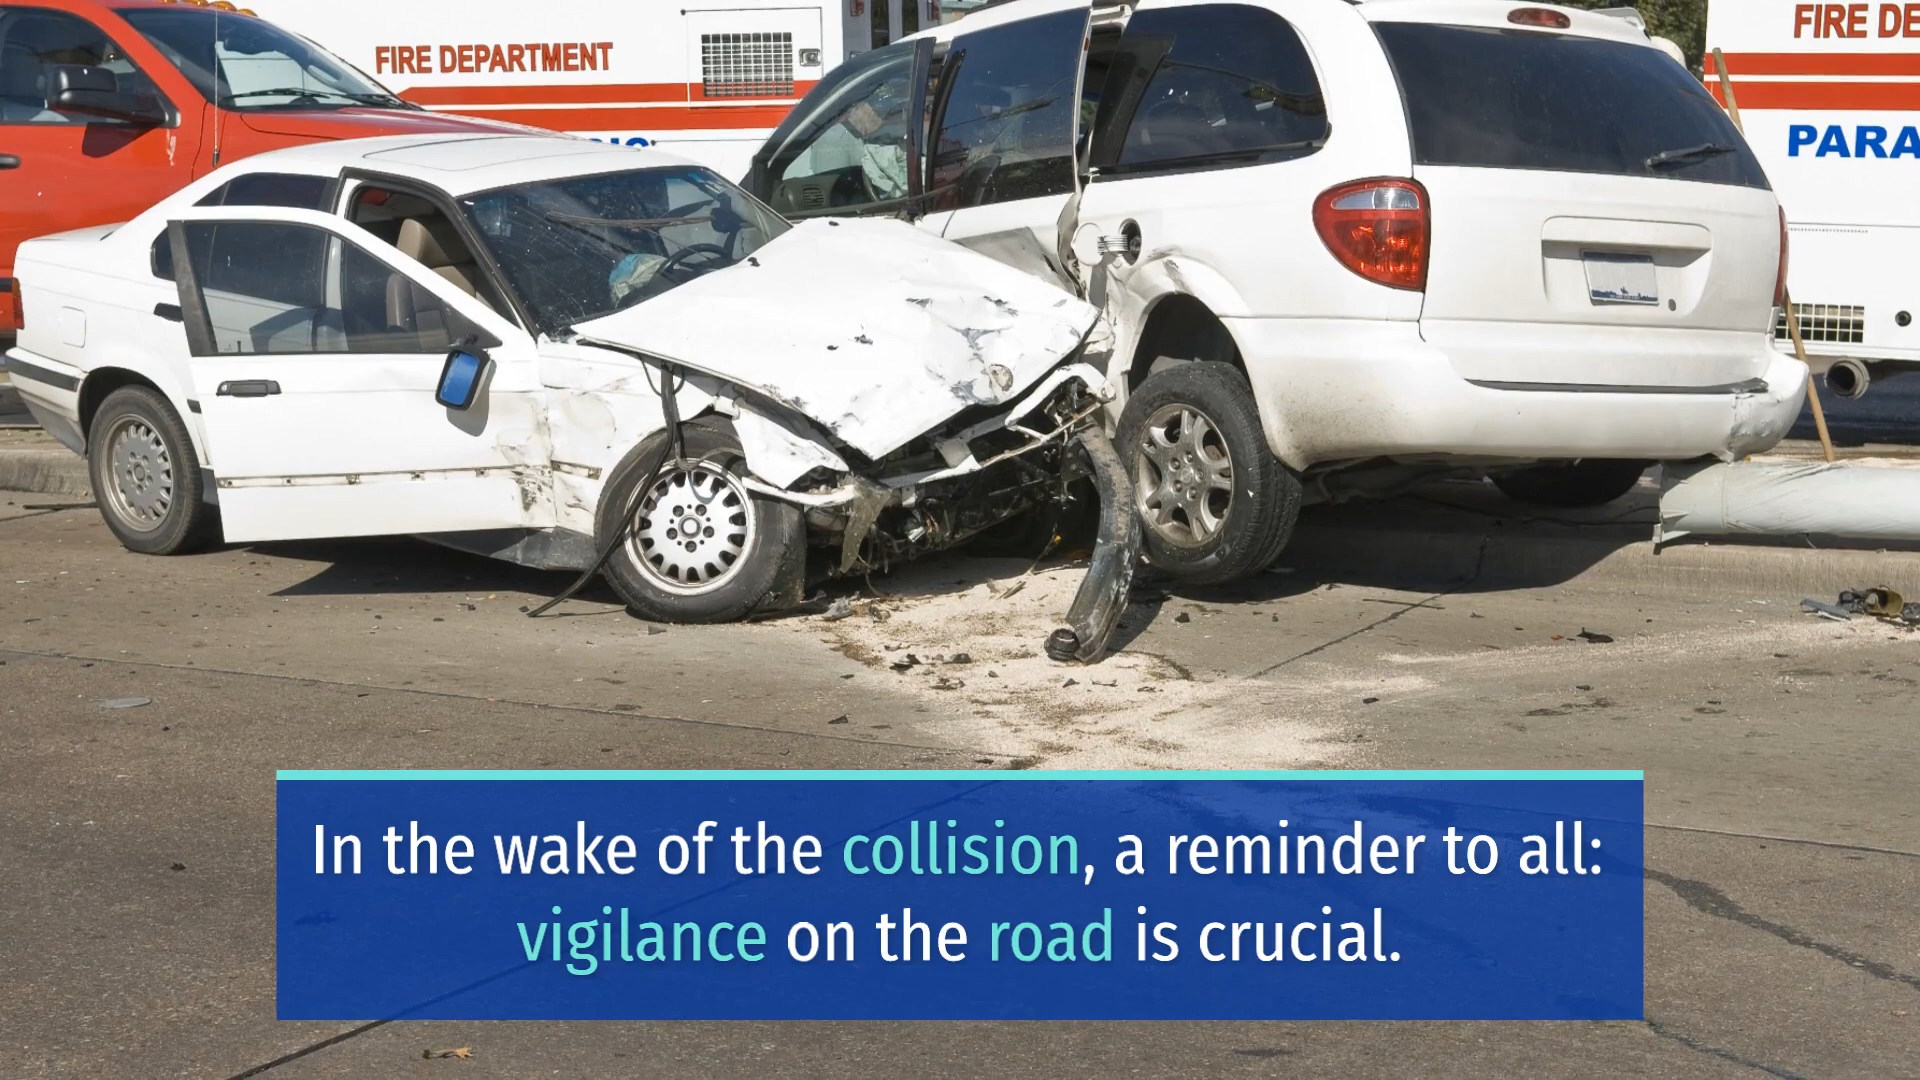 FIRE DEPARTMENT
FIRE DE
PARA
In the wake of the collision, a reminder to all:
vigilance on the road is crucial.